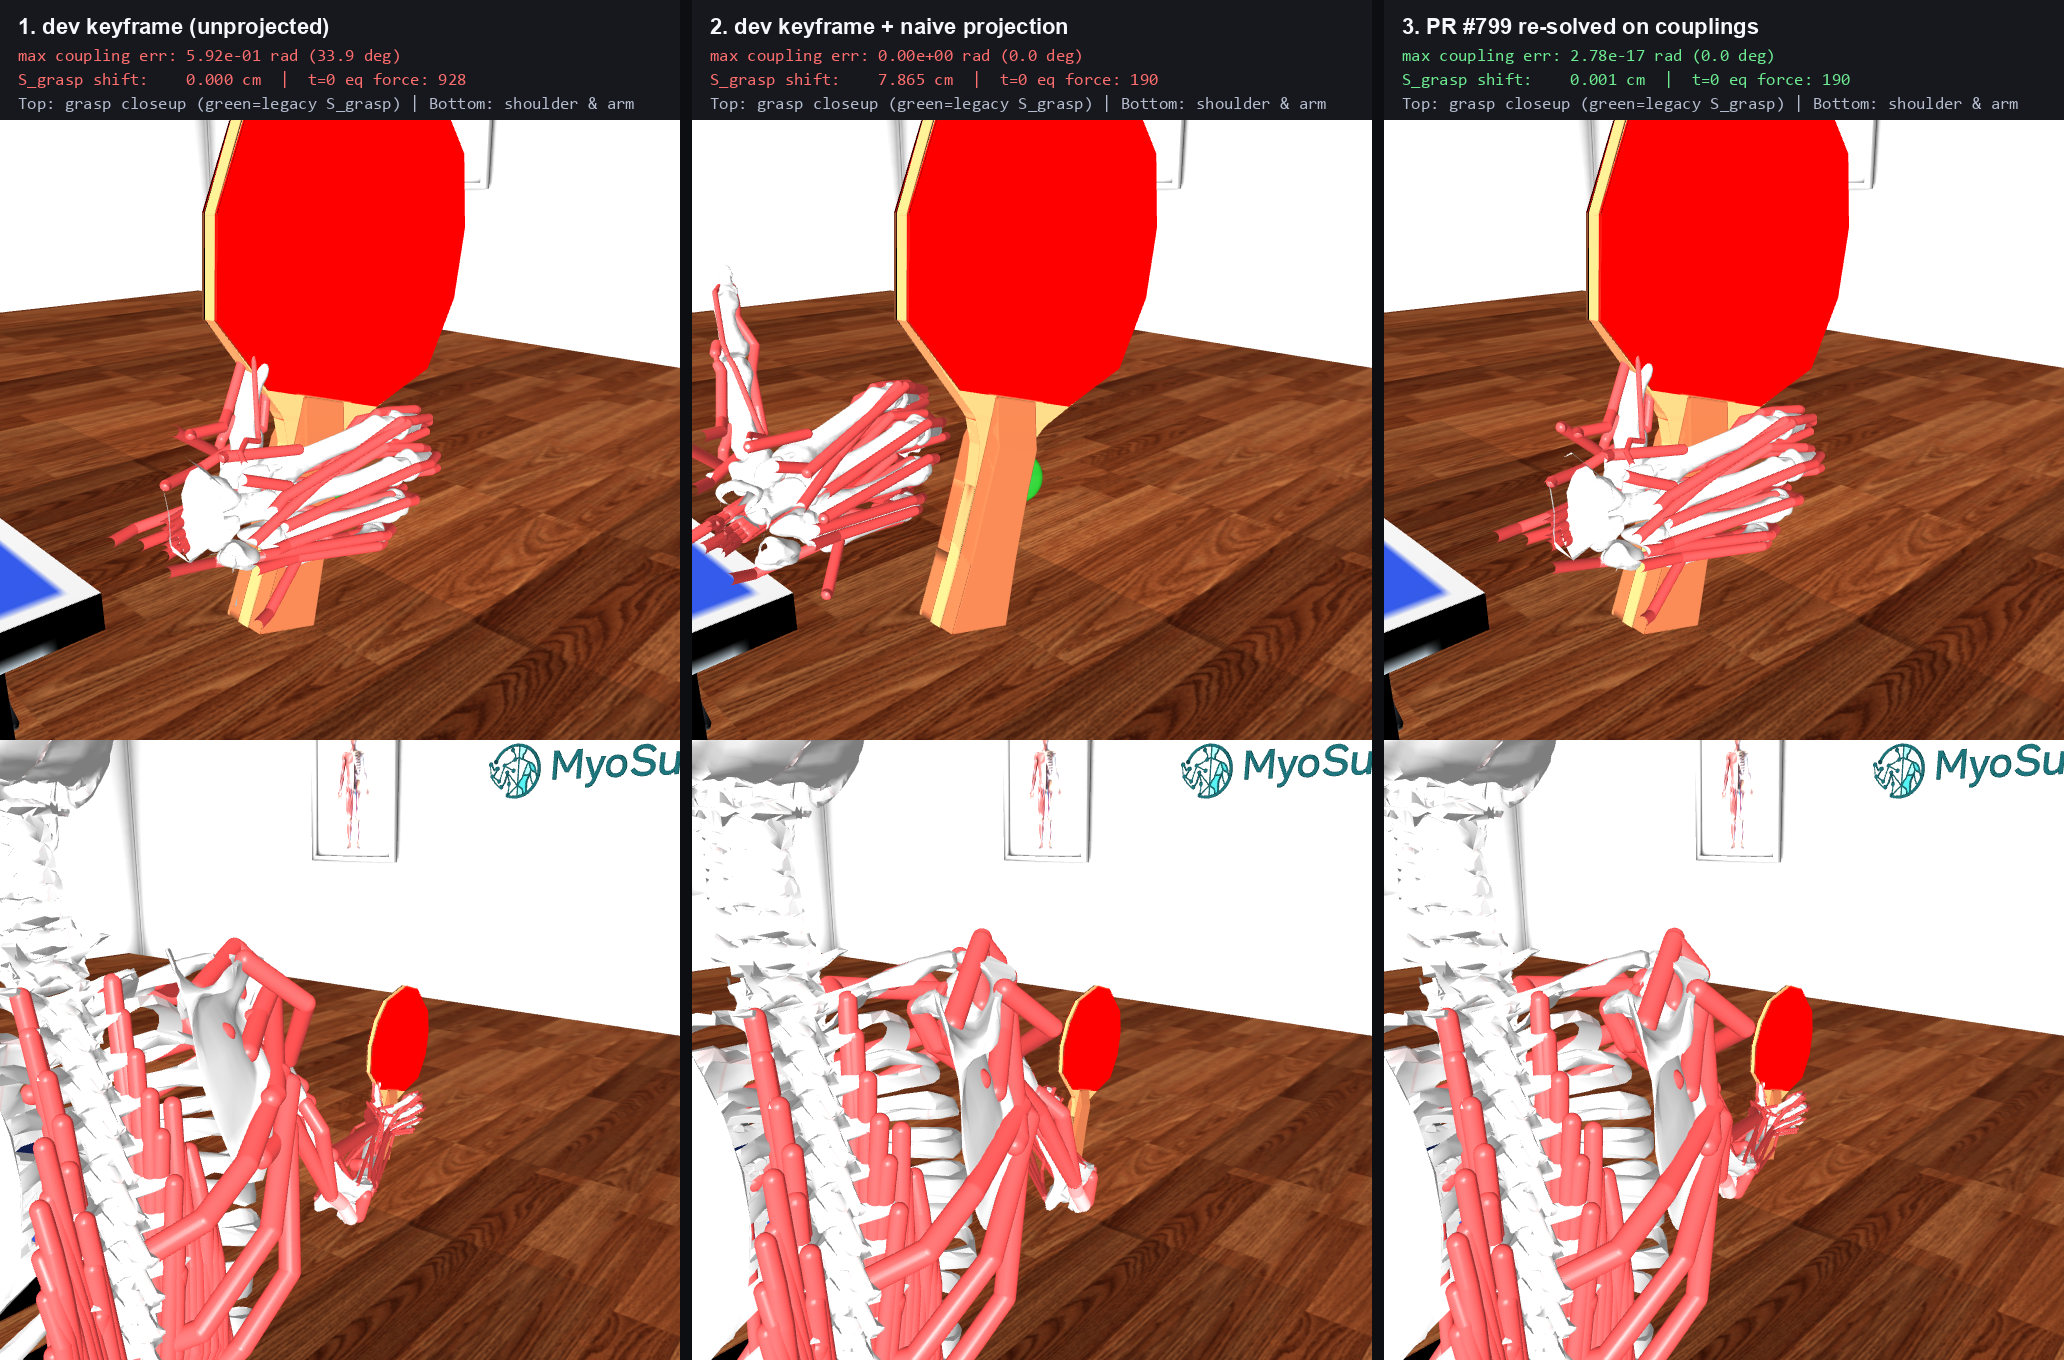 1. dev keyframe (unprojected)
max coupling err: 5.92e-01 rad (33.9 deg)
S_grasp shift:    0.000 cm  |  t=0 eq force: 928
Top: grasp closeup (green=legacy S_grasp) | Bottom: shoulder & arm
2. dev keyframe + naive projection
max coupling err: 0.00e+00 rad (0.0 deg)
S_grasp shift:    7.865 cm  |  t=0 eq force: 190
Top: grasp closeup (green=legacy S_grasp) | Bottom: shoulder & arm
3. PR #799 re-solved on couplings
max coupling err: 2.78e-17 rad (0.0 deg)
S_grasp shift:    0.001 cm  |  t=0 eq force: 190
Top: grasp closeup (green=legacy S_grasp) | Bottom: shoulder & arm
MyoSu
MyoSu
MyoSu